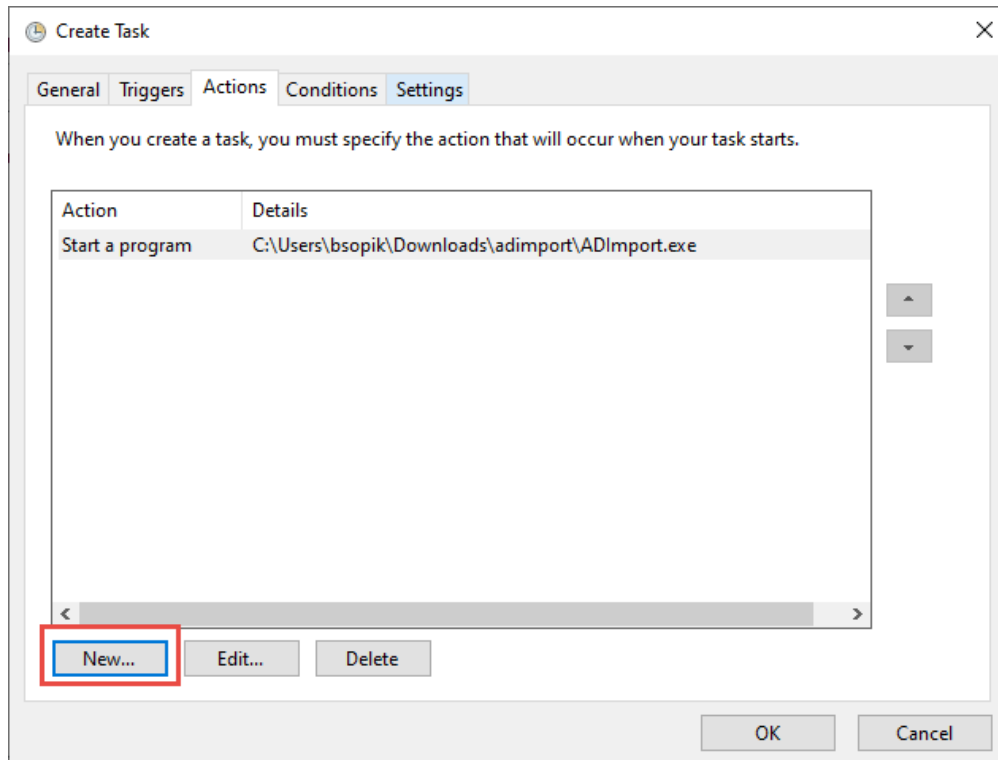 Create Task
General Triggers Actions Conditions Settings
When you create a task, you must specify the action that will occur when your task starts.
Action Details
Start a program C:\Users\bsopik\Downloads\adimport\ADImport.exe
New... Edit... Delete
OK Cancel